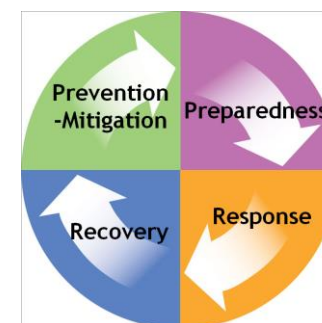 Prevention
-Mitigation
Preparedness
Response
Recovery